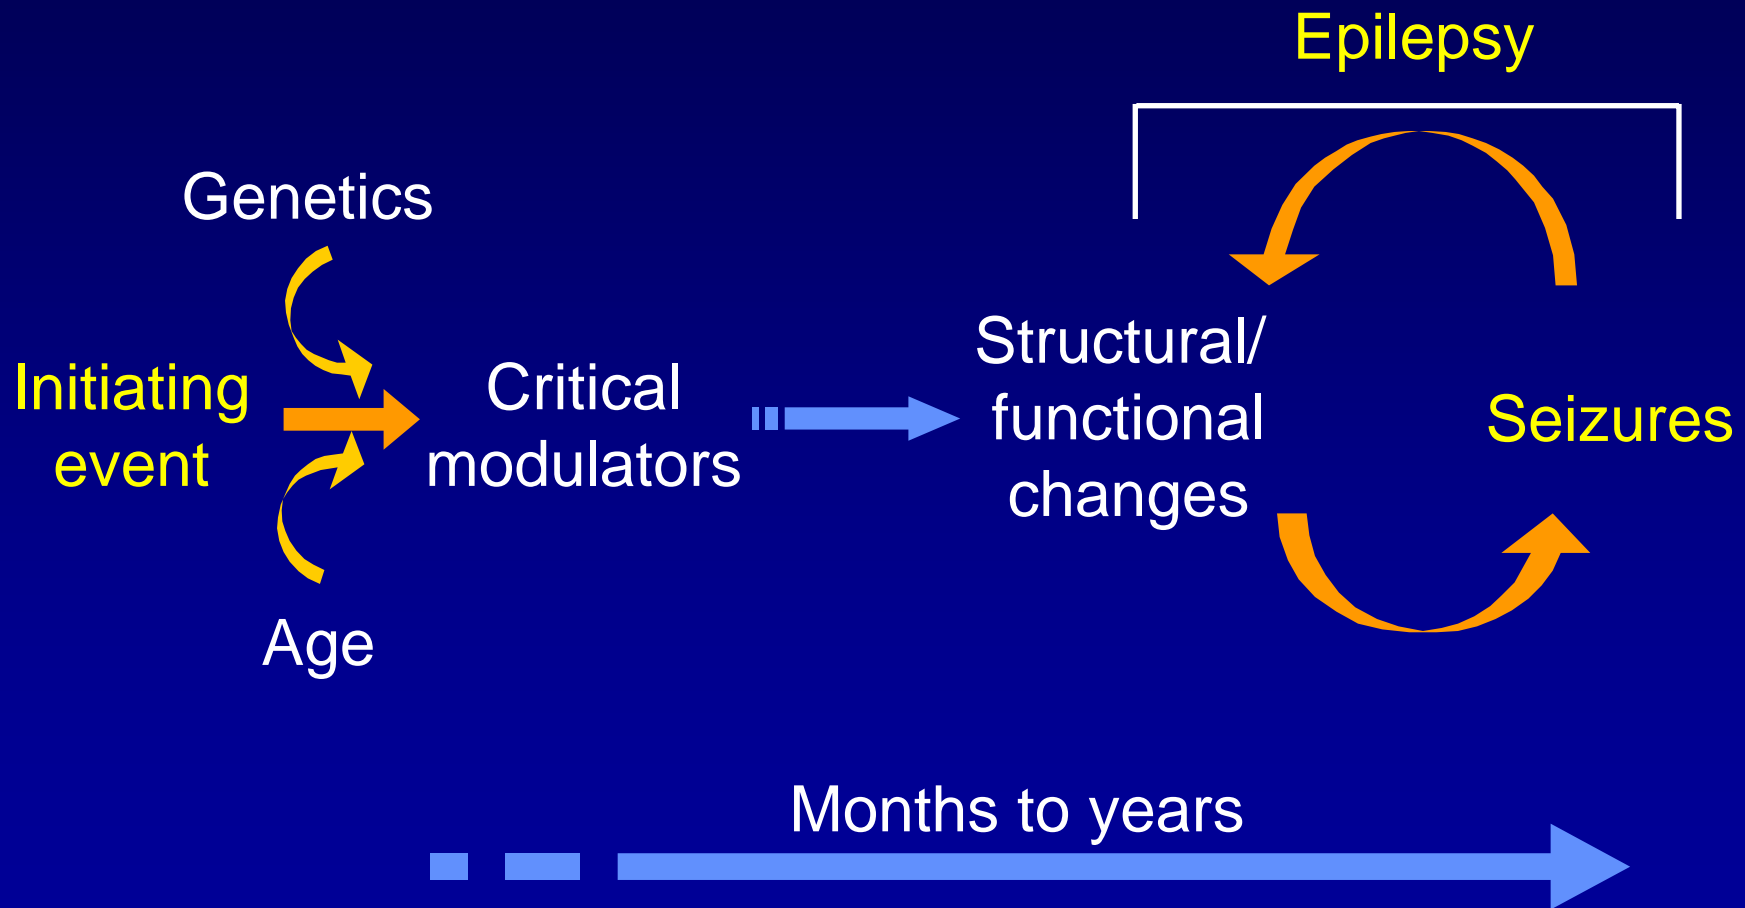 Epilepsy
Genetics
Initiating
event
Critical
modulators
Structural/
functional
changes
Seizures
Age
Months to years